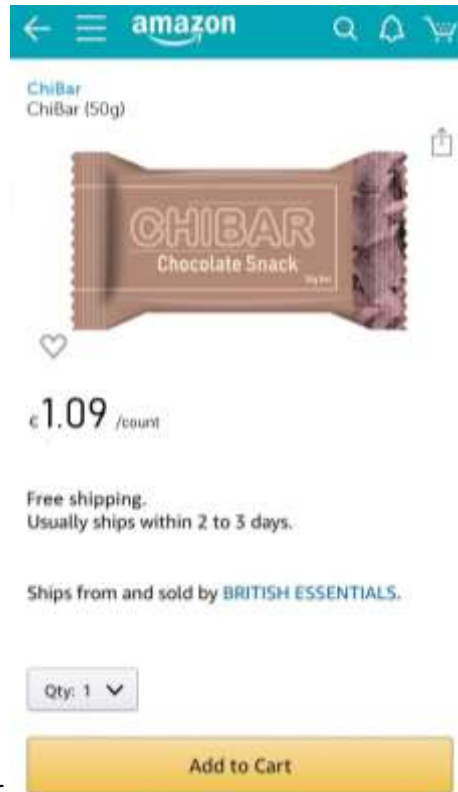 amazon
ChiBar
ChiBar (50g)
CHIBAR
Chocolate Snack
€1.09 /count
Free shipping.
Usually ships within 2 to 3 days.
Ships from and sold by BRITISH ESSENTIALS.
Qty: 1
Add to Cart